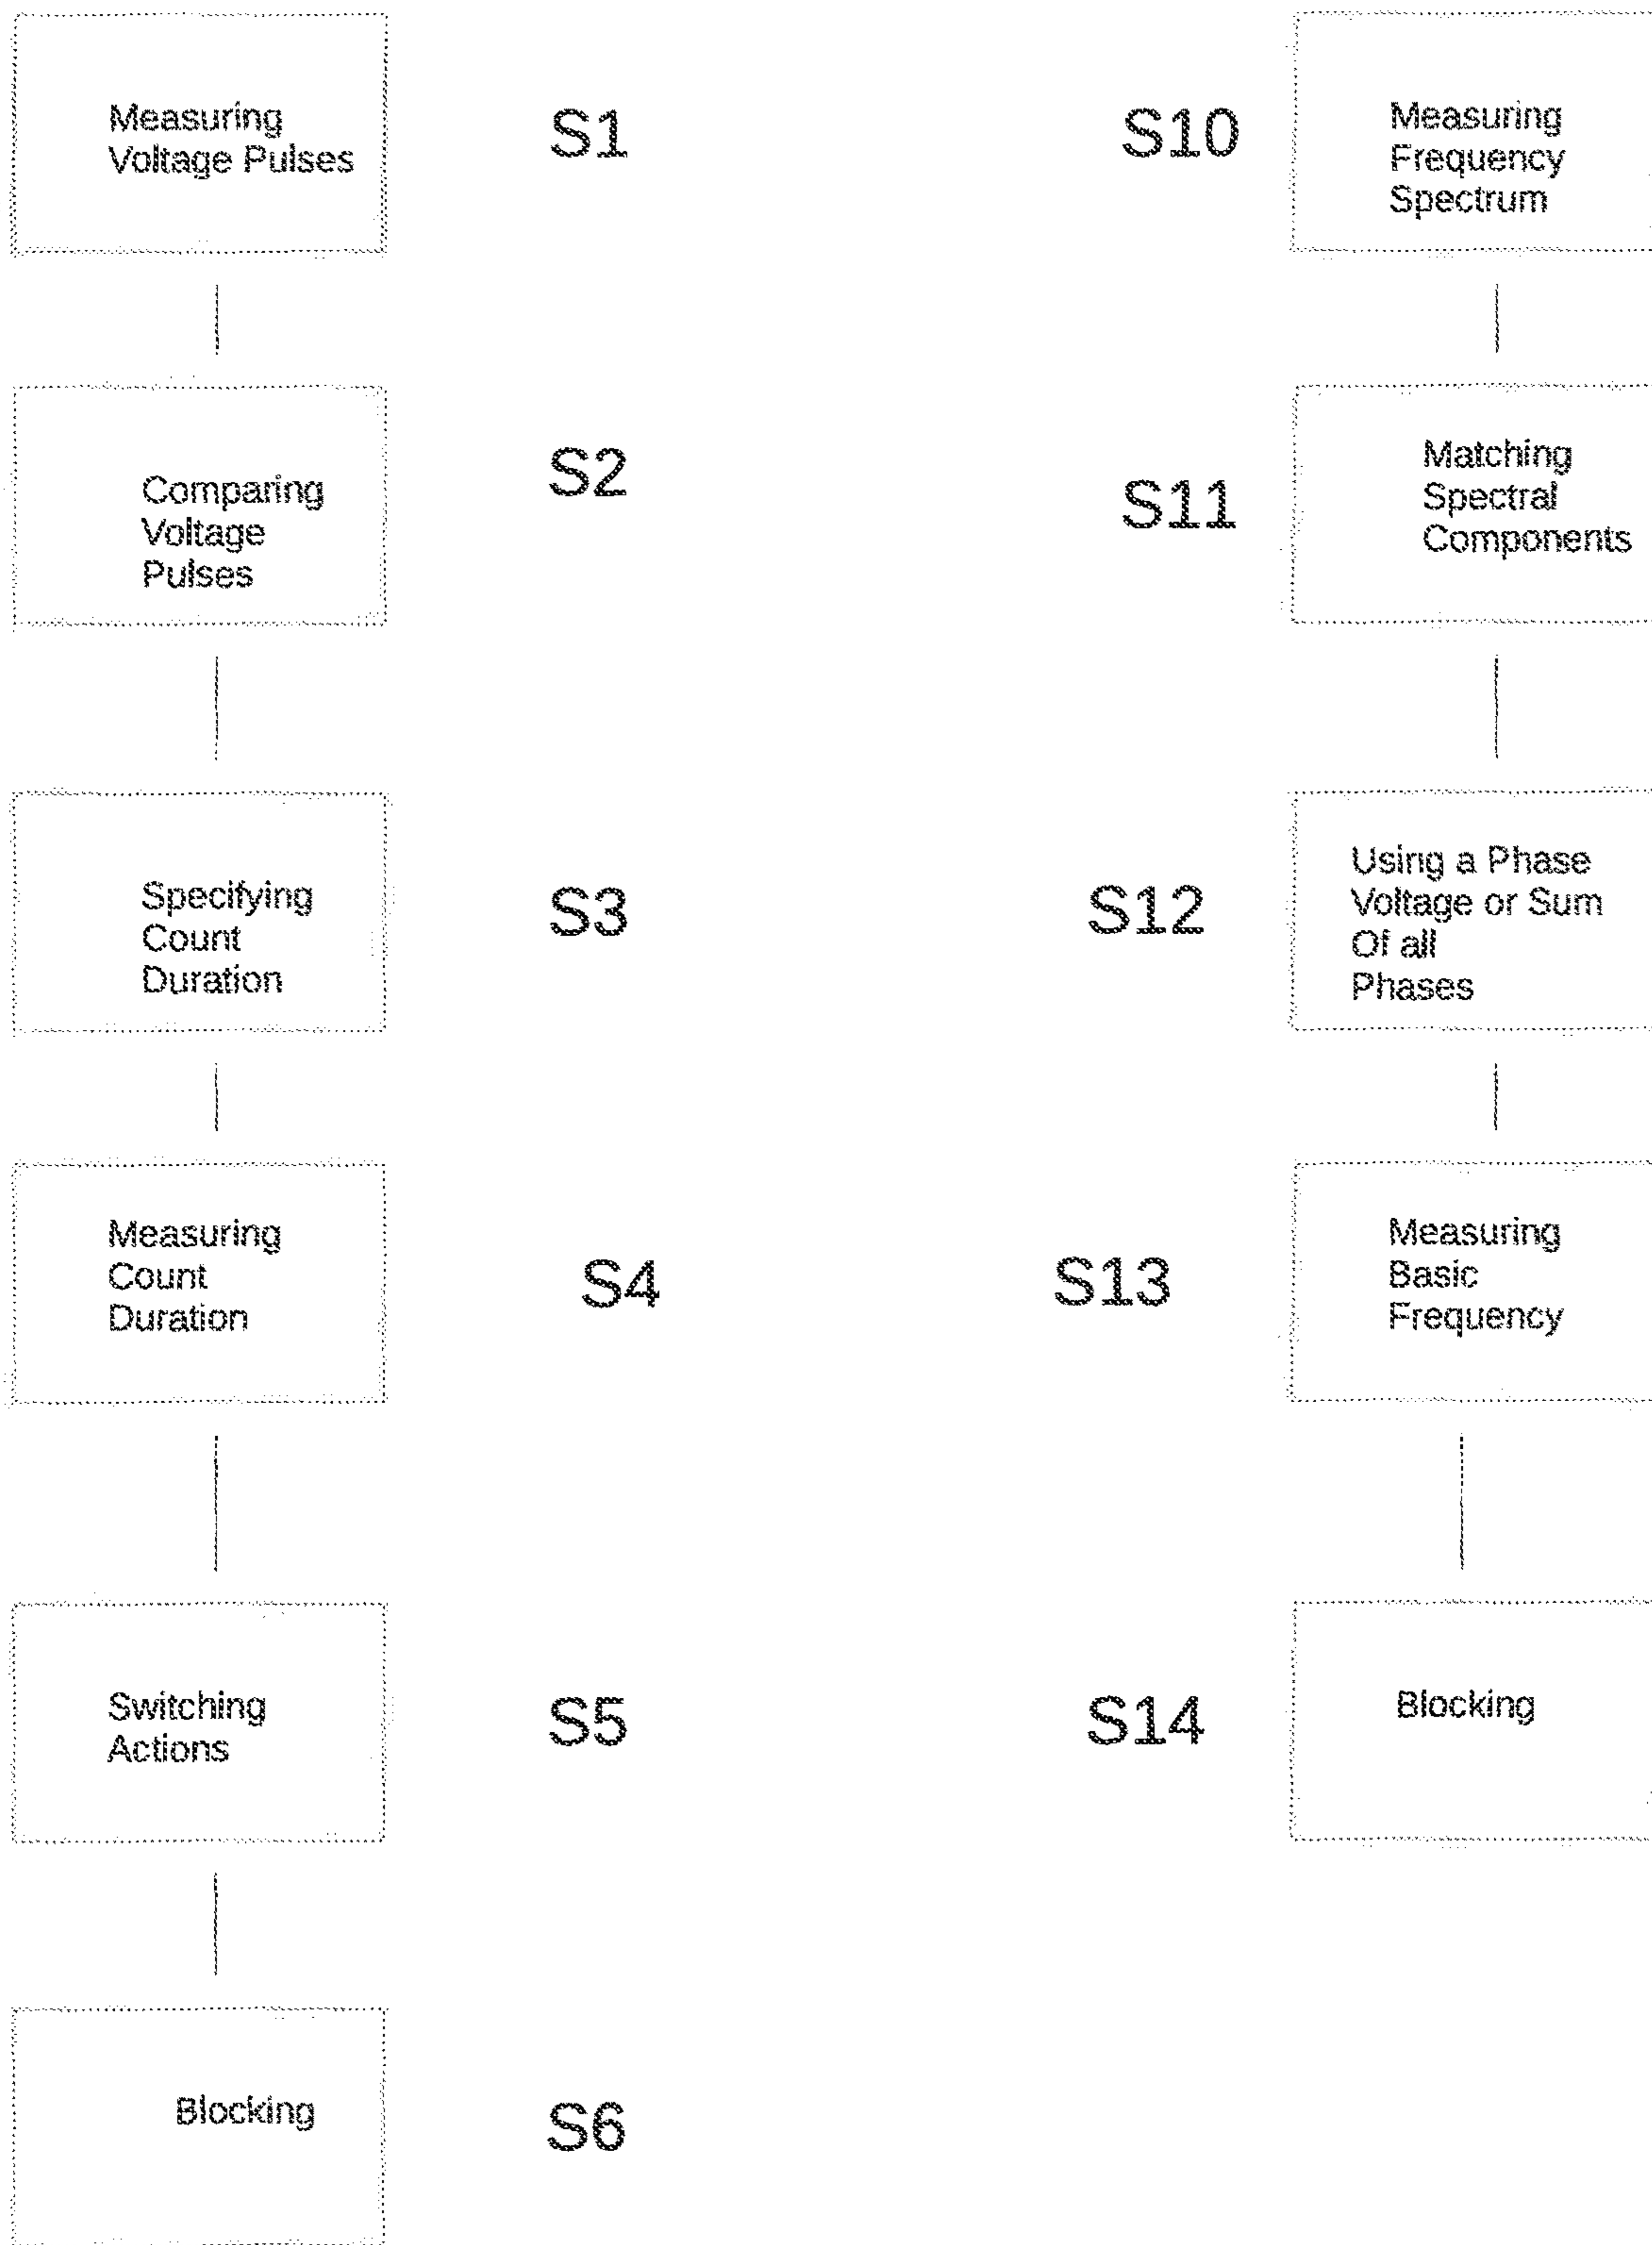 Measuring
Voltage Pulses
S1
Comparing
Voltage
Pulses
S2
Specifying
Count
Duration
S3
Measuring
Count
Duration
S4
Switching
Actions
S5
Blocking
S6
S10
Measuring
Frequency
Spectrum
S11
Matching
Spectral
Components
S12
Using a Phase
Voltage or Sum
Of all
Phases
S13
Measuring
Basic
Frequency
S14
Blocking